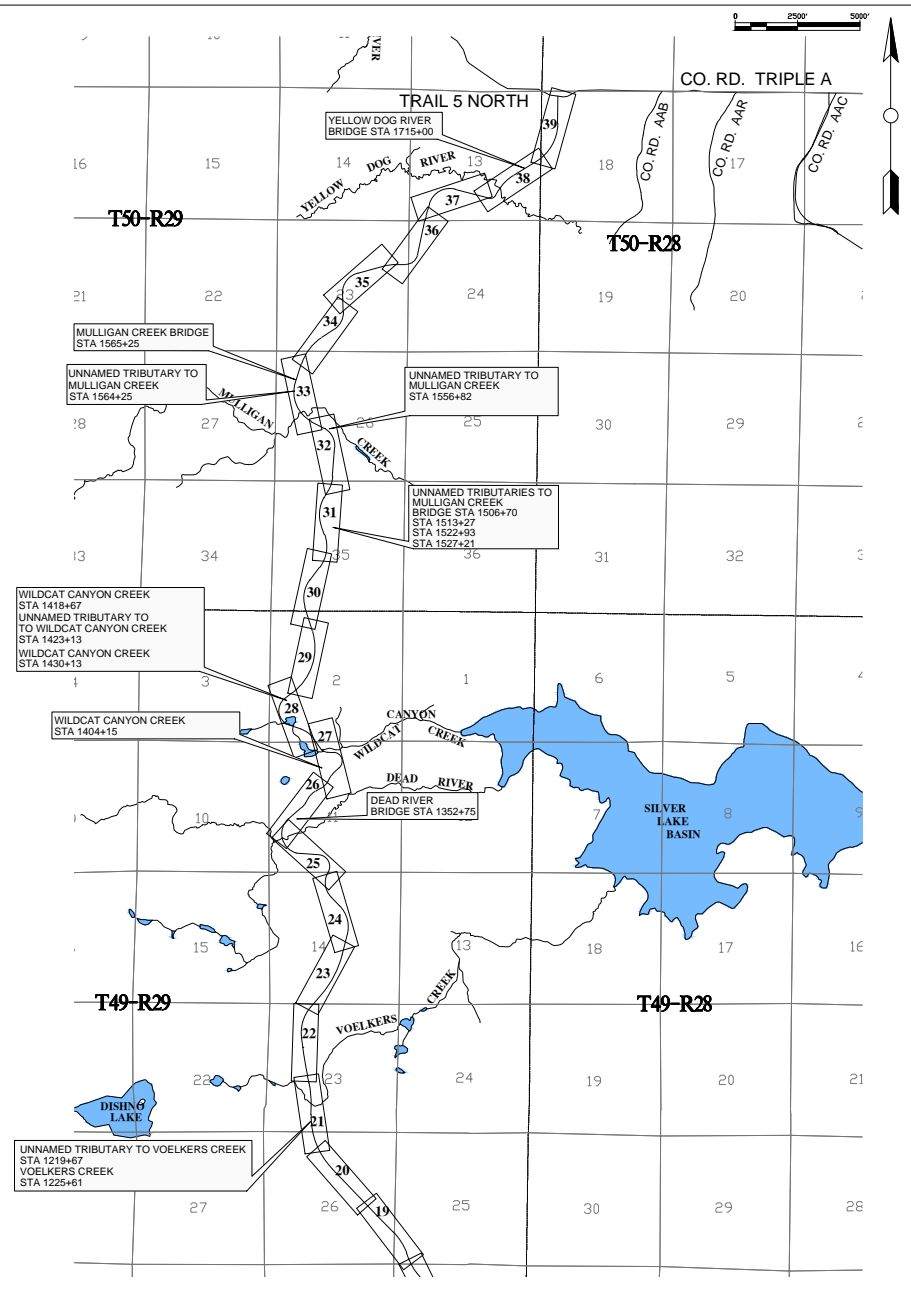 0 2500' 5000'
CO. RD. TRIPLE A
TRAIL 5 NORTH
YELLOW DOG RIVER
BRIDGE STA 1715+00
39
CO. RD. AAB
CO. RD. AAR
CO. RD. AAC
16 15 14 13 18 17
YELLOW DOG RIVER
38
37
T50-R29
36
T50-R28
35
21 22 23 24 19 20
34
MULLIGAN CREEK BRIDGE
STA 1565+25
UNNAMED TRIBUTARY TO
MULLIGAN CREEK
STA 1564+25
33
UNNAMED TRIBUTARY TO
MULLIGAN CREEK
STA 1556+82
MULLIGAN CREEK
28 27 26 25 30 29
32
UNNAMED TRIBUTARIES TO
MULLIGAN CREEK
BRIDGE STA 1506+70
STA 1513+27
STA 1522+93
STA 1527+21
31
33 34 35 36 31 32
30
WILDCAT CANYON CREEK
STA 1418+67
UNNAMED TRIBUTARY TO
TO WILDCAT CANYON CREEK
STA 1423+13
WILDCAT CANYON CREEK
STA 1430+13
29
3 2 1 6 5 4
28
WILDCAT CANYON CREEK
STA 1404+15
27
WILDCAT CANYON CREEK
DEAD RIVER
26
DEAD RIVER
BRIDGE STA 1352+75
SILVER
LAKE
BASIN
10 7 8 9
25
24
15 14 13 18 17 16
23
T49-R29
T49-R28
22
VOELKERS CREEK
22 23 24 19 20 21
DISHNO
LAKE
21
UNNAMED TRIBUTARY TO VOELKERS CREEK
STA 1219+67
VOELKERS CREEK
STA 1225+61
20
19
27 26 25 30 29 28